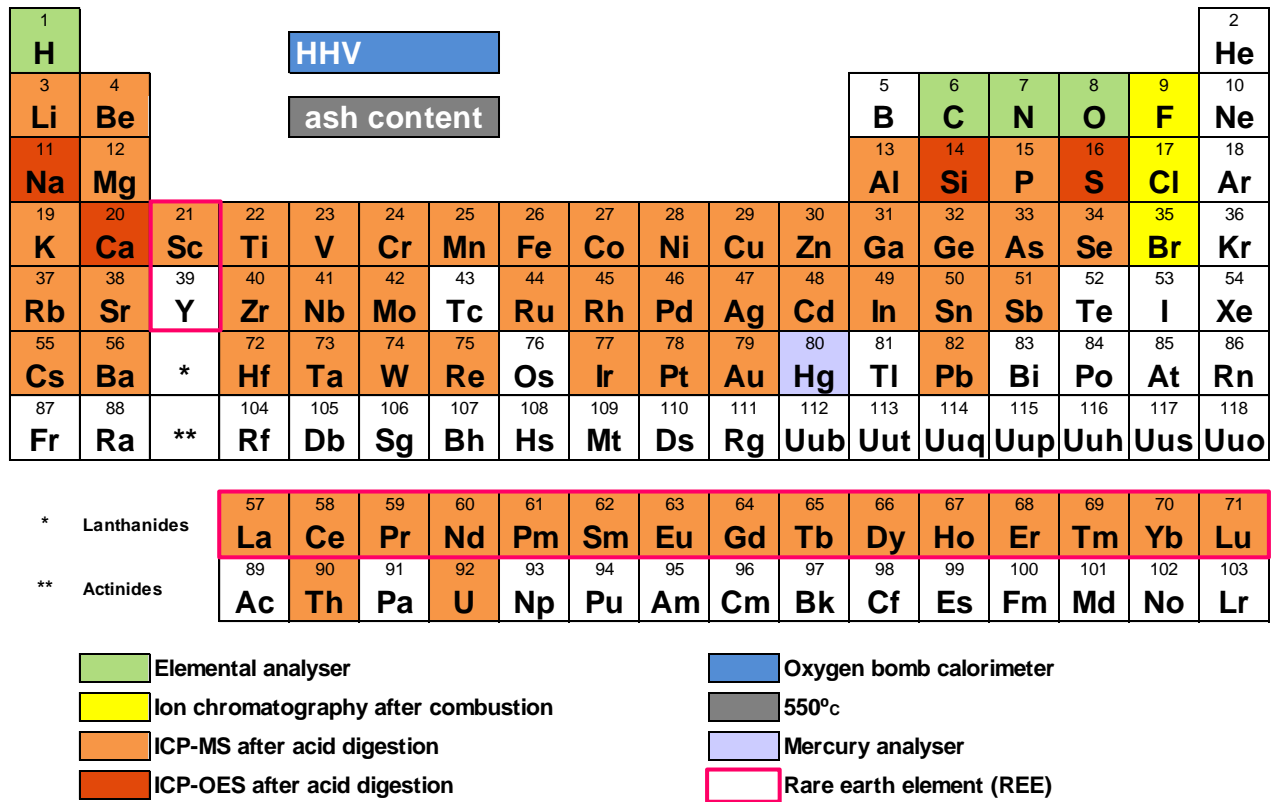 1 2
H HHV He
3 4 5 6 7 8 9 10
Li Be ash content B C N O F Ne
11 12 13 14 15 16 17 18
Na Mg Al Si P S Cl Ar
19 20 21 22 23 24 25 26 27 28 29 30 31 32 33 34 35 36
K Ca Sc Ti V Cr Mn Fe Co Ni Cu Zn Ga Ge As Se Br Kr
37 38 39 40 41 42 43 44 45 46 47 48 49 50 51 52 53 54
Rb Sr Y Zr Nb Mo Tc Ru Rh Pd Ag Cd In Sn Sb Te I Xe
55 56 72 73 74 75 76 77 78 79 80 81 82 83 84 85 86
Cs Ba * Hf Ta W Re Os Ir Pt Au Hg Tl Pb Bi Po At Rn
87 88 104 105 106 107 108 109 110 111 112 113 114 115 116 117 118
Fr Ra ** Rf Db Sg Bh Hs Mt Ds Rg Uub Uut Uuq Uup Uuh Uus Uuo
57 58 59 60 61 62 63 64 65 66 67 68 69 70 71
* Lanthanides La Ce Pr Nd Pm Sm Eu Gd Tb Dy Ho Er Tm Yb Lu
89 90 91 92 93 94 95 96 97 98 99 100 101 102 103
** Actinides Ac Th Pa U Np Pu Am Cm Bk Cf Es Fm Md No Lr
Elemental analyser Oxygen bomb calorimeter
Ion chromatography after combustion 550ºc
ICP-MS after acid digestion Mercury analyser
ICP-OES after acid digestion Rare earth element (REE)